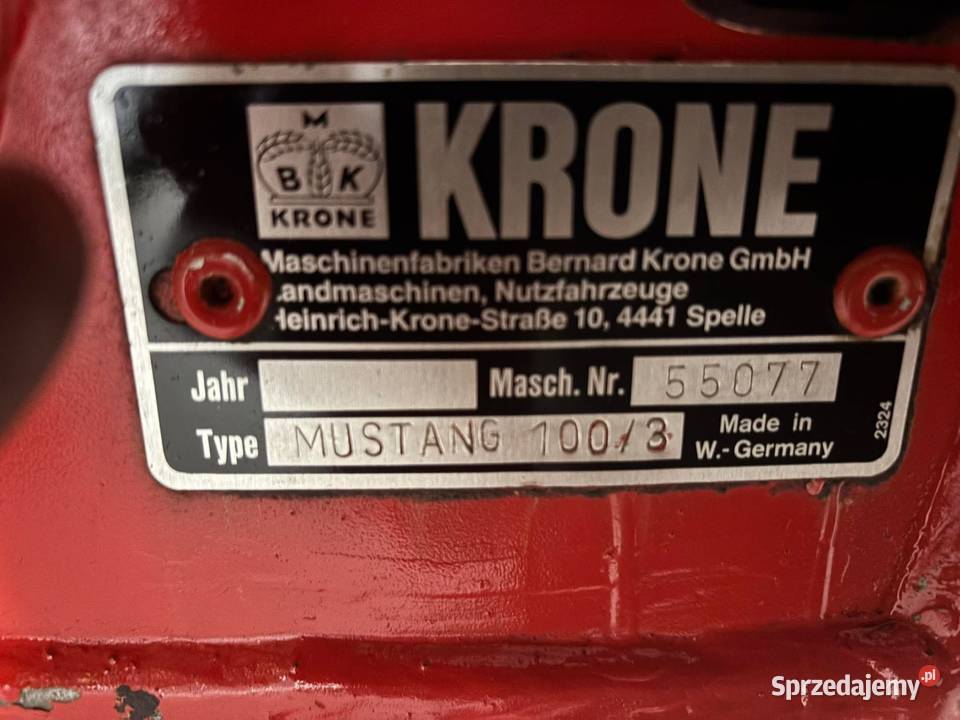 M
B K
KRONE
KRONE
Maschinenfabriken Bernard Krone GmbH
Landmaschinen, Nutzfahrzeuge
Heinrich-Krone-Straße 10, 4441 Spelle
Jahr
Masch. Nr. 55077
Type MUSTANG 100/3
Made in
W.-Germany
2324
Sprzedajemy.pl